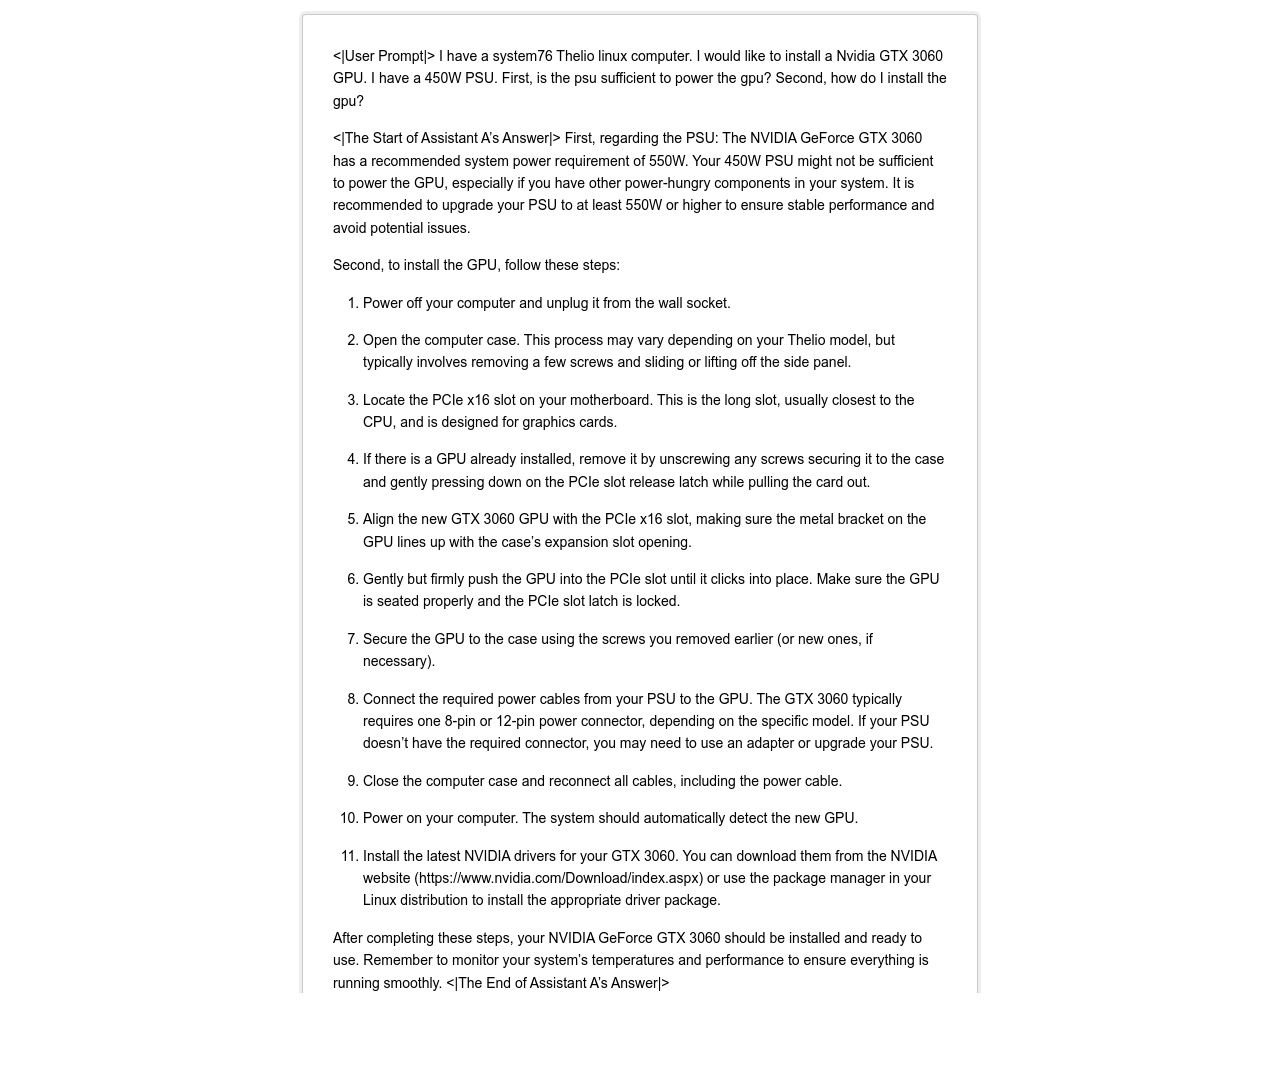 <|User Prompt|> I have a system76 Thelio linux computer. I would like to install a Nvidia GTX 3060
GPU. I have a 450W PSU. First, is the psu sufficient to power the gpu? Second, how do I install the
gpu?
<|The Start of Assistant A’s Answer|> First, regarding the PSU: The NVIDIA GeForce GTX 3060
has a recommended system power requirement of 550W. Your 450W PSU might not be sufficient
to power the GPU, especially if you have other power-hungry components in your system. It is
recommended to upgrade your PSU to at least 550W or higher to ensure stable performance and
avoid potential issues.
Second, to install the GPU, follow these steps:
1. Power off your computer and unplug it from the wall socket.
2. Open the computer case. This process may vary depending on your Thelio model, but
typically involves removing a few screws and sliding or lifting off the side panel.
3. Locate the PCIe x16 slot on your motherboard. This is the long slot, usually closest to the
CPU, and is designed for graphics cards.
4. If there is a GPU already installed, remove it by unscrewing any screws securing it to the case
and gently pressing down on the PCIe slot release latch while pulling the card out.
5. Align the new GTX 3060 GPU with the PCIe x16 slot, making sure the metal bracket on the
GPU lines up with the case’s expansion slot opening.
6. Gently but firmly push the GPU into the PCIe slot until it clicks into place. Make sure the GPU
is seated properly and the PCIe slot latch is locked.
7. Secure the GPU to the case using the screws you removed earlier (or new ones, if
necessary).
8. Connect the required power cables from your PSU to the GPU. The GTX 3060 typically
requires one 8-pin or 12-pin power connector, depending on the specific model. If your PSU
doesn’t have the required connector, you may need to use an adapter or upgrade your PSU.
9. Close the computer case and reconnect all cables, including the power cable.
10. Power on your computer. The system should automatically detect the new GPU.
11. Install the latest NVIDIA drivers for your GTX 3060. You can download them from the NVIDIA
website (https://www.nvidia.com/Download/index.aspx) or use the package manager in your
Linux distribution to install the appropriate driver package.
After completing these steps, your NVIDIA GeForce GTX 3060 should be installed and ready to
use. Remember to monitor your system’s temperatures and performance to ensure everything is
running smoothly. <|The End of Assistant A’s Answer|>